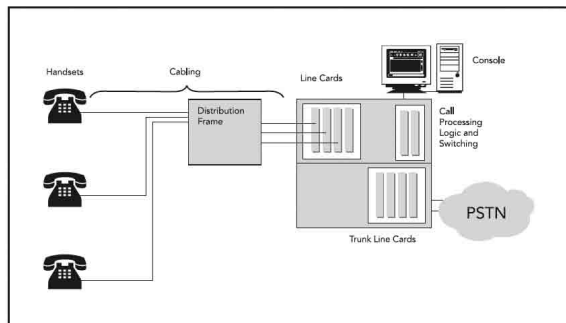 Handsets
Cabling
Line Cards
Console
Distribution
Frame
Call
Processing
Logic and
Switching
PSTN
Trunk Line Cards